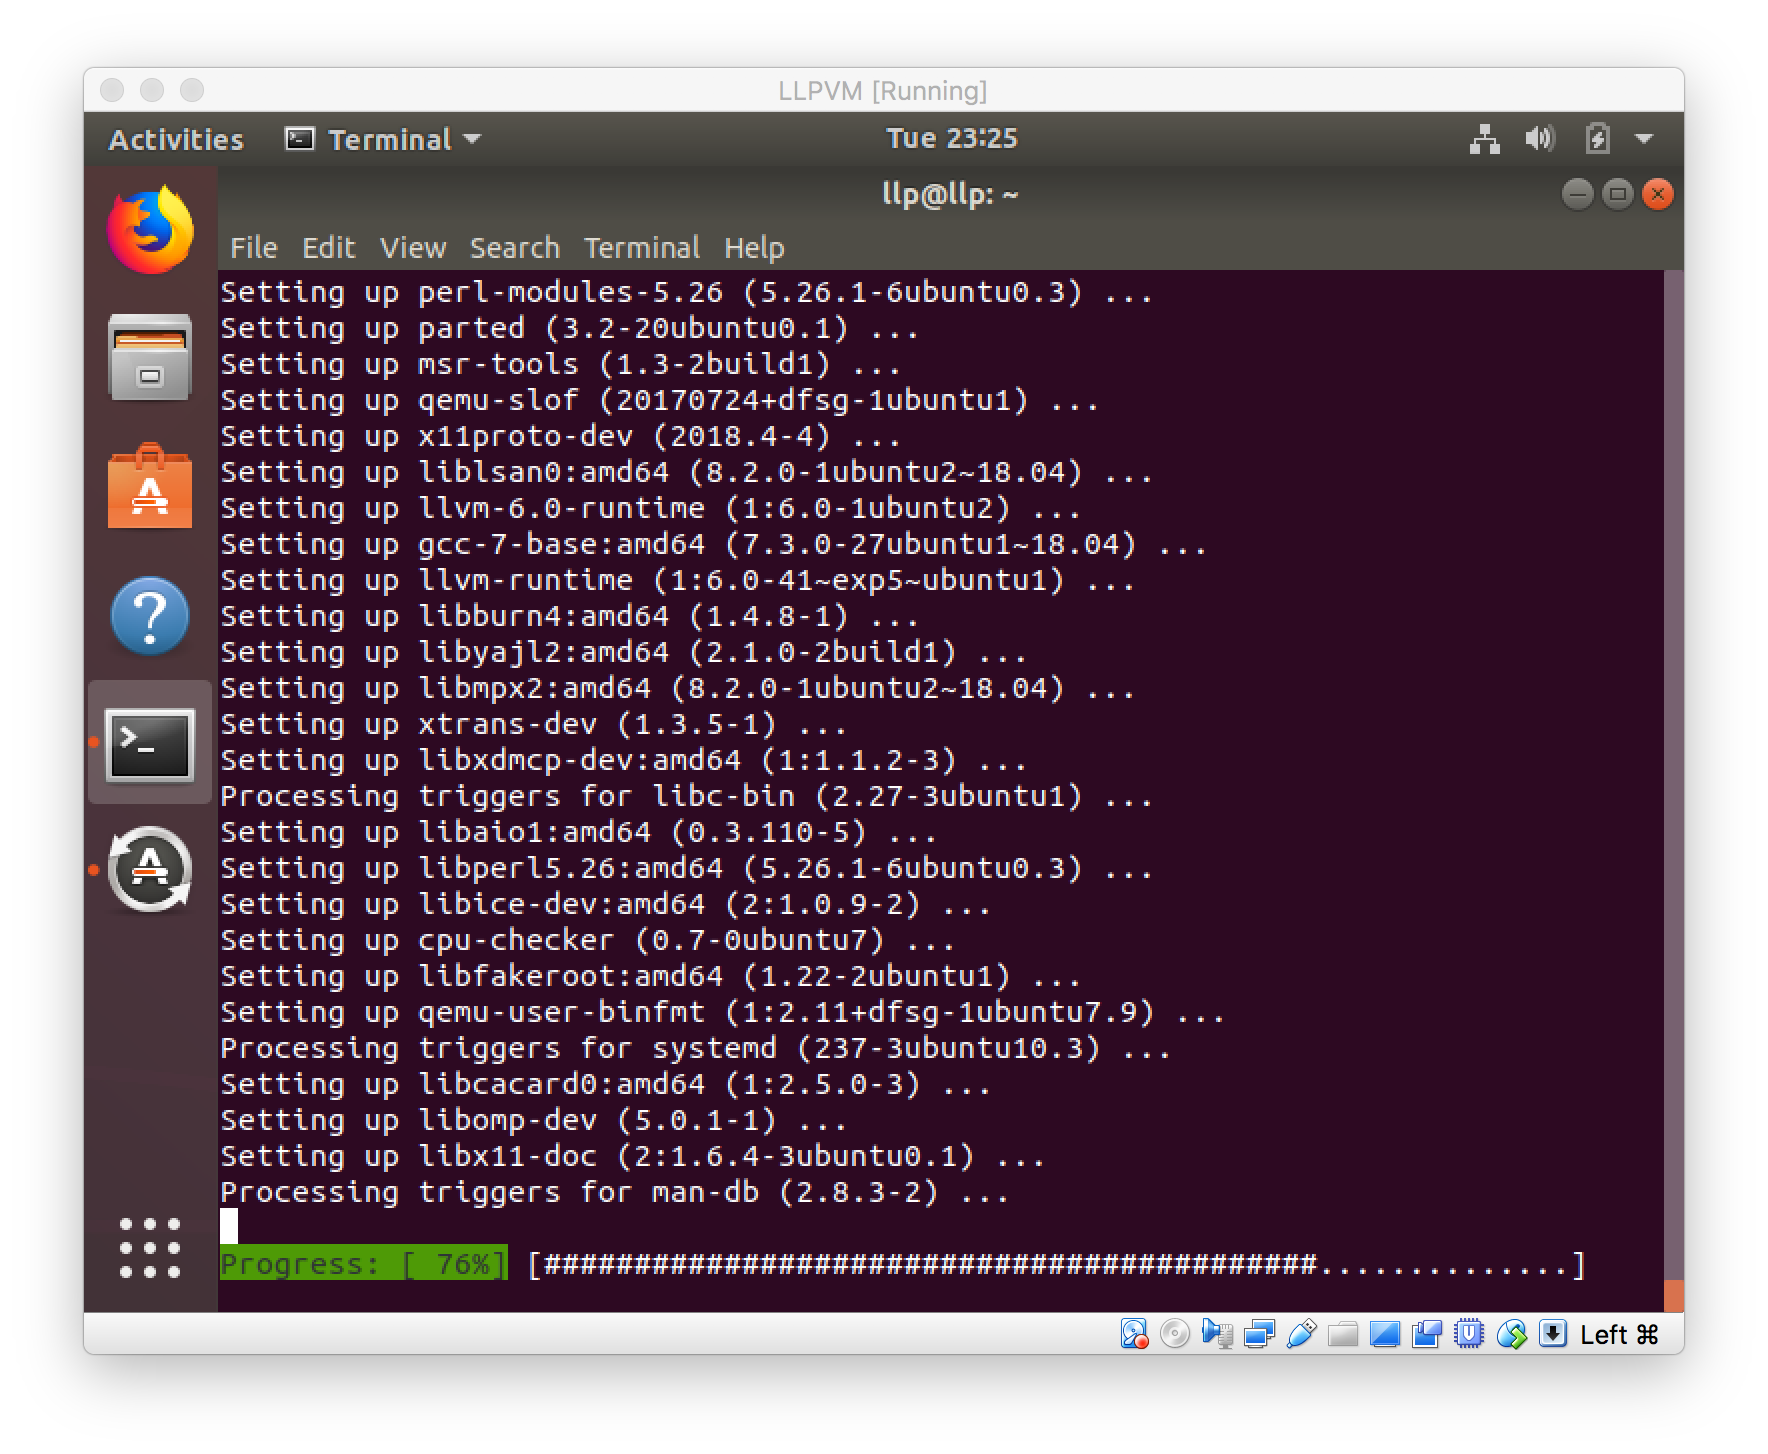 LLPVM [Running]
Activities Terminal Tue 23:25
llp@llp: ~
File Edit View Search Terminal Help
Setting up perl-modules-5.26 (5.26.1-6ubuntu0.3) ...
Setting up parted (3.2-20ubuntu0.1) ...
Setting up msr-tools (1.3-2build1) ...
Setting up qemu-slof (20170724+dfsg-1ubuntu1) ...
Setting up x11proto-dev (2018.4-4) ...
Setting up liblsan0:amd64 (8.2.0-1ubuntu2~18.04) ...
Setting up llvm-6.0-runtime (1:6.0-1ubuntu2) ...
Setting up gcc-7-base:amd64 (7.3.0-27ubuntu1~18.04) ...
Setting up llvm-runtime (1:6.0-41~exp5~ubuntu1) ...
Setting up libburn4:amd64 (1.4.8-1) ...
Setting up libyajl2:amd64 (2.1.0-2build1) ...
Setting up libmpx2:amd64 (8.2.0-1ubuntu2~18.04) ...
Setting up xtrans-dev (1.3.5-1) ...
Setting up libxdmcp-dev:amd64 (1:1.1.2-3) ...
Processing triggers for libc-bin (2.27-3ubuntu1) ...
Setting up libaio1:amd64 (0.3.110-5) ...
Setting up libperl5.26:amd64 (5.26.1-6ubuntu0.3) ...
Setting up libice-dev:amd64 (2:1.0.9-2) ...
Setting up cpu-checker (0.7-0ubuntu7) ...
Setting up libfakeroot:amd64 (1.22-2ubuntu1) ...
Setting up qemu-user-binfmt (1:2.11+dfsg-1ubuntu7.9) ...
Processing triggers for systemd (237-3ubuntu10.3) ...
Setting up libcacard0:amd64 (1:2.5.0-3) ...
Setting up libomp-dev (5.0.1-1) ...
Setting up libx11-doc (2:1.6.4-3ubuntu0.1) ...
Processing triggers for man-db (2.8.3-2) ...
Progress: [ 76%] [###########################################..............]
Left ⌘